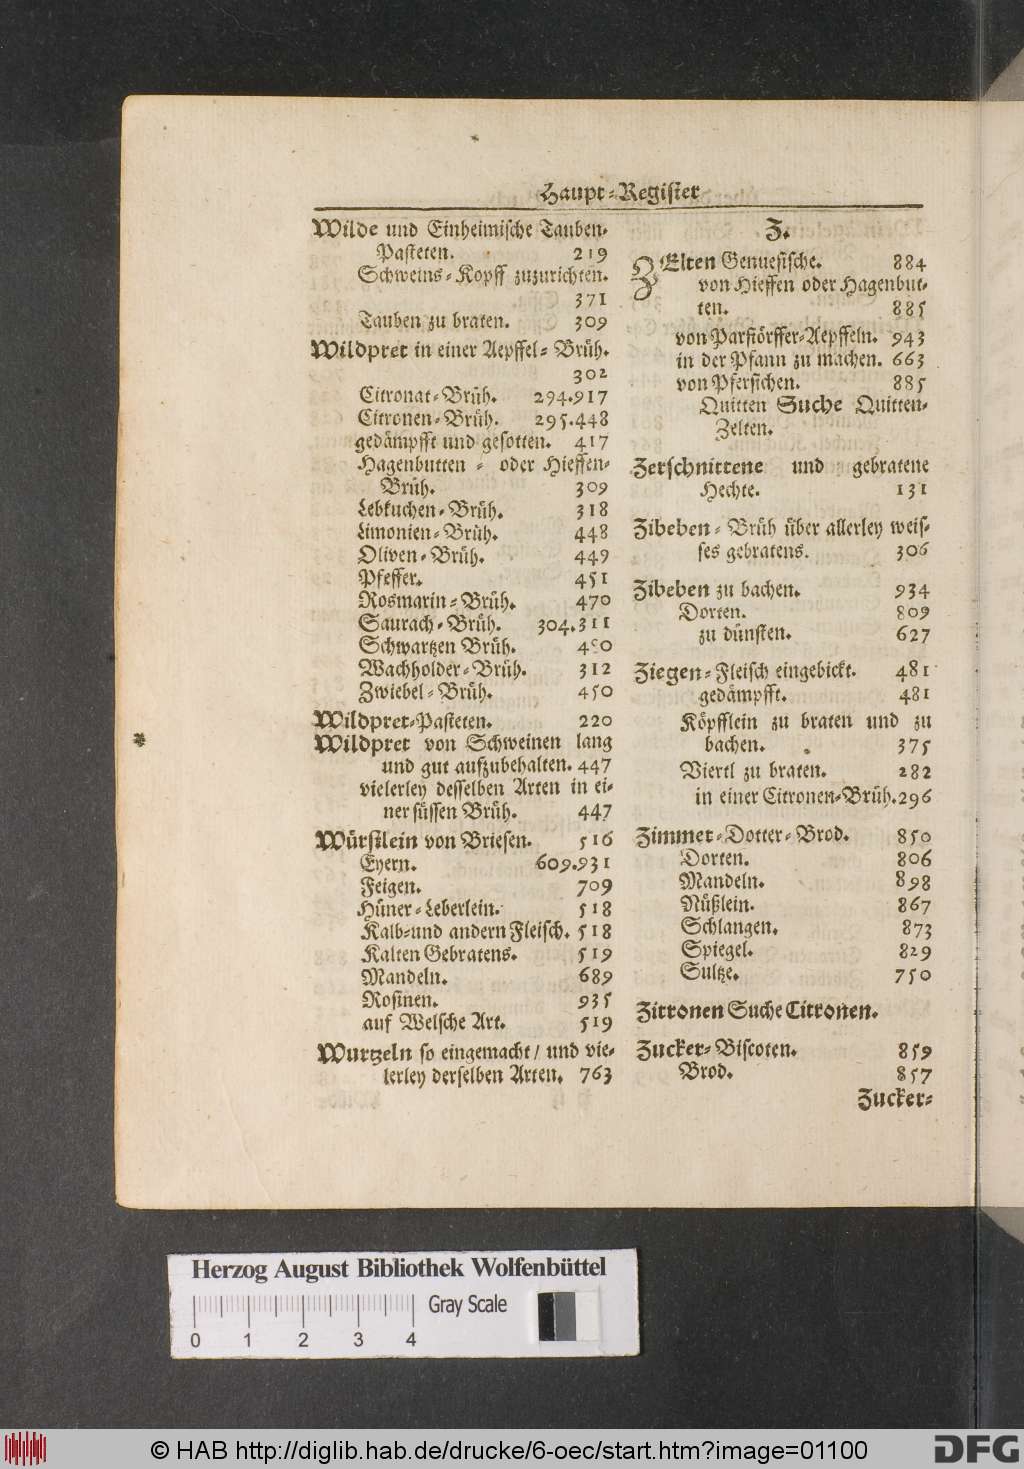 Haupt-Register
Wilde und Einheimische Tauben-
Pasteten. 219
Schweins-Kopff zuzurichten.
371
Tauben zu braten. 309
Wildpret in einer Aepffel-Brüh.
302
Citronat-Brüh. 294.917
Citronen-Brüh. 295.448
gedämpfft und gesotten. 417
Hagenbutten- oder Hieffen-
Brüh. 309
Lebkuchen-Brüh. 318
Limonien-Brüh. 448
Oliven-Brüh. 449
Pfeffer. 451
Rosmarin-Brüh. 470
Saurach-Brüh. 304.311
Schwartzen Brüh.
Wachholder-Brüh. 312
Zwiebel-Brüh. 450
Wildpret-Pasteten. 220
Wildpret von Schweinen lang
und gut aufzubehalten. 447
vielerley desselben Arten in ei-
ner süssen Brüh. 447
Würstlein von Briesen. 516
Eyern. 609.931
Feigen. 709
Hüner-Leberlein. 518
Kalb-und andern Fleisch. 518
Kalten Gebratens. 519
Mandeln. 689
Rosinen. 935
auf Welsche Art. 519
Wurtzeln so eingemacht / und vie-
lerley derselben Arten. 763
Z.
ZElten Genuesische. 884
von Hieffen oder Hagenbut-
ten. 885
von Parstörffer-Aepffeln. 943
in der Pfann zu machen. 663
von Pfersichen. 885
Quitten Suche Quitten-
Zelten.
Zerschnittene und gebratene
Hechte. 131
Zibeben-Brüh über allerley weis-
ses gebratens. 306
Zibeben zu bachen. 934
Dorten. 809
zu dünsten. 627
Ziegen-Fleisch eingebickt. 481
gedämpfft. 481
Köpfflein zu braten und zu
bachen. 375
Viertl zu braten. 282
in einer Citronen-Brüh. 296
Zimmet-Dotter-Brod. 850
Dorten. 806
Mandeln. 898
Nüßlein. 867
Schlangen. 873
Spiegel. 829
Sultze. 750
Zitronen Suche Citronen.
Zucker-Biscoten. 859
Brod. 857
Zucker-
Herzog August Bibliothek Wolfenbüttel
Gray Scale
0 1 2 3 4
© HAB http://diglib.hab.de/drucke/6-oec/start.htm?image=01100
DFG